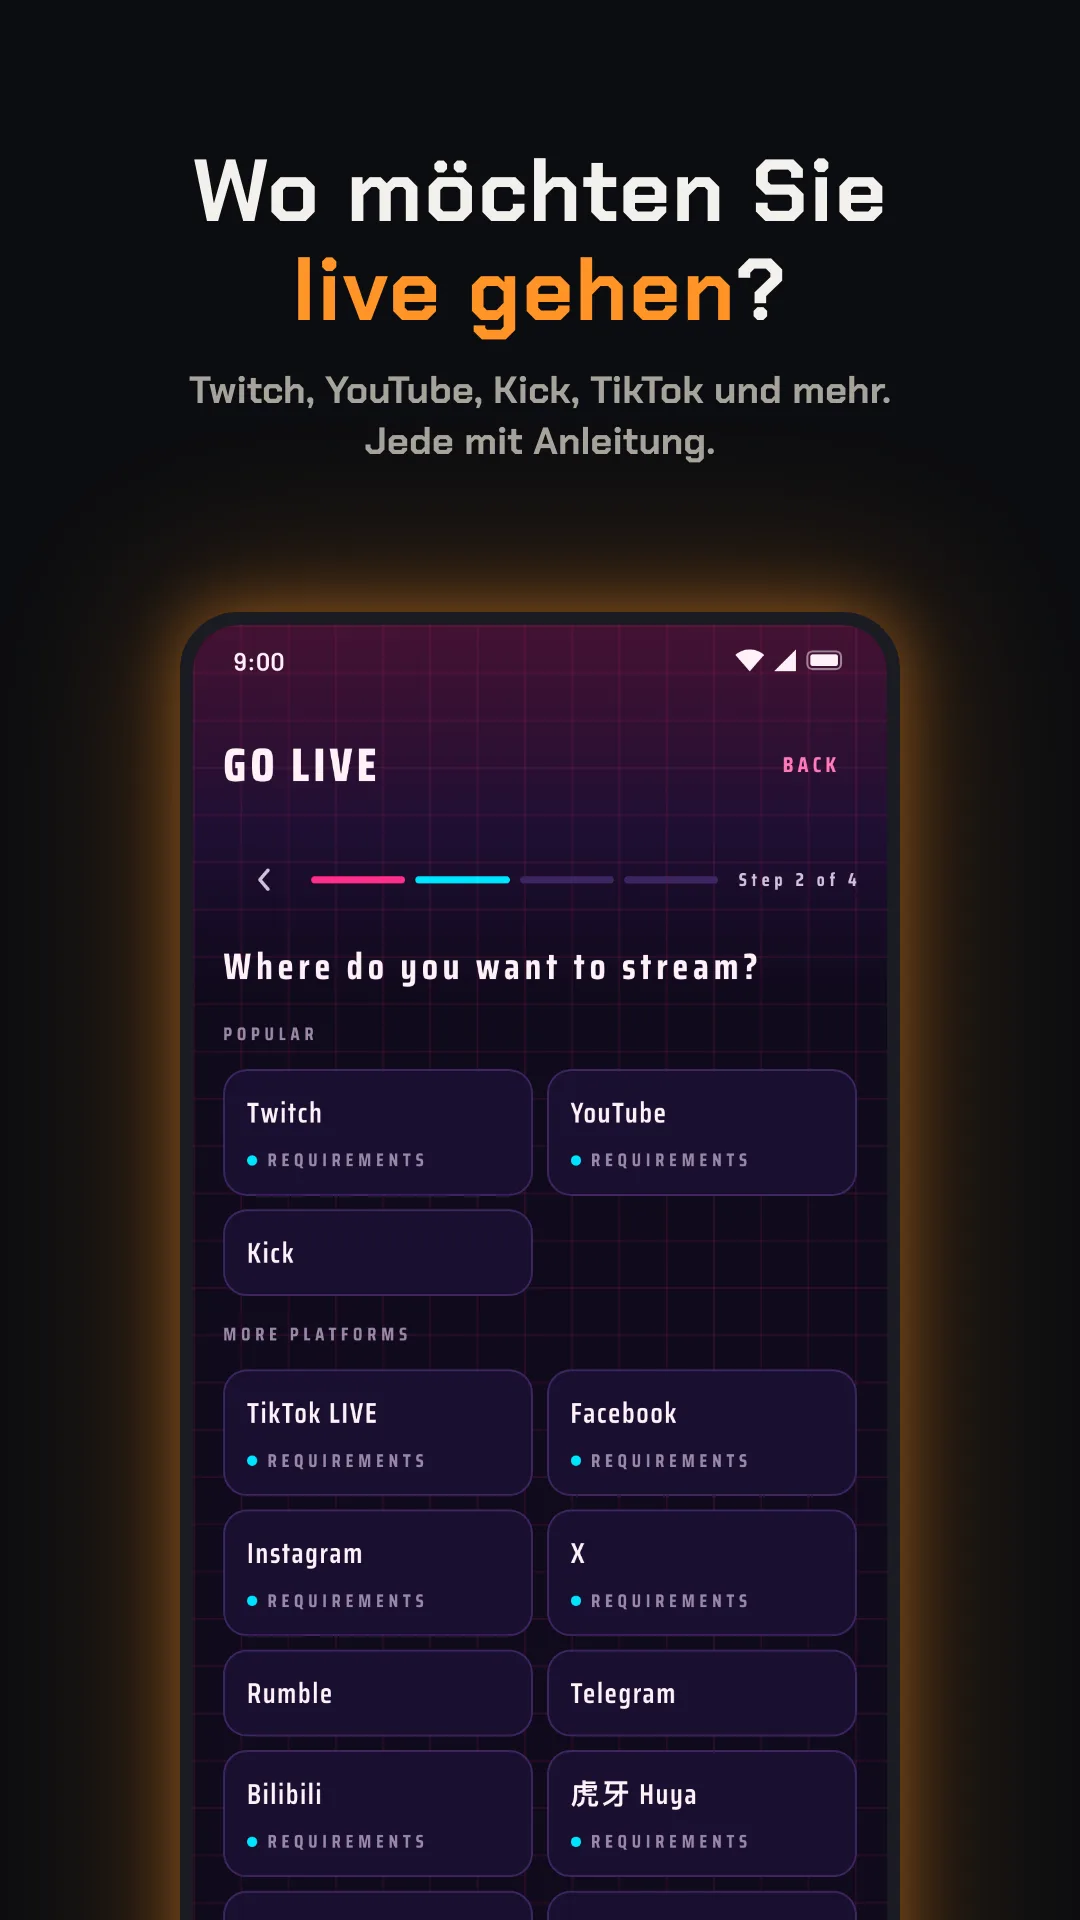 Wo möchten Sie
live gehen?
Twitch, YouTube, Kick, TikTok und mehr.
Jede mit Anleitung.
9:00
GO LIVE
BACK
Step 2 of 4
Where do you want to stream?
POPULAR
Twitch
YouTube
REQUIREMENTS
REQUIREMENTS
Kick
MORE PLATFORMS
TikTok LIVE
Facebook
REQUIREMENTS
REQUIREMENTS
Instagram
X
REQUIREMENTS
REQUIREMENTS
Rumble
Telegram
Bilibili
虎牙 Huya
REQUIREMENTS
REQUIREMENTS